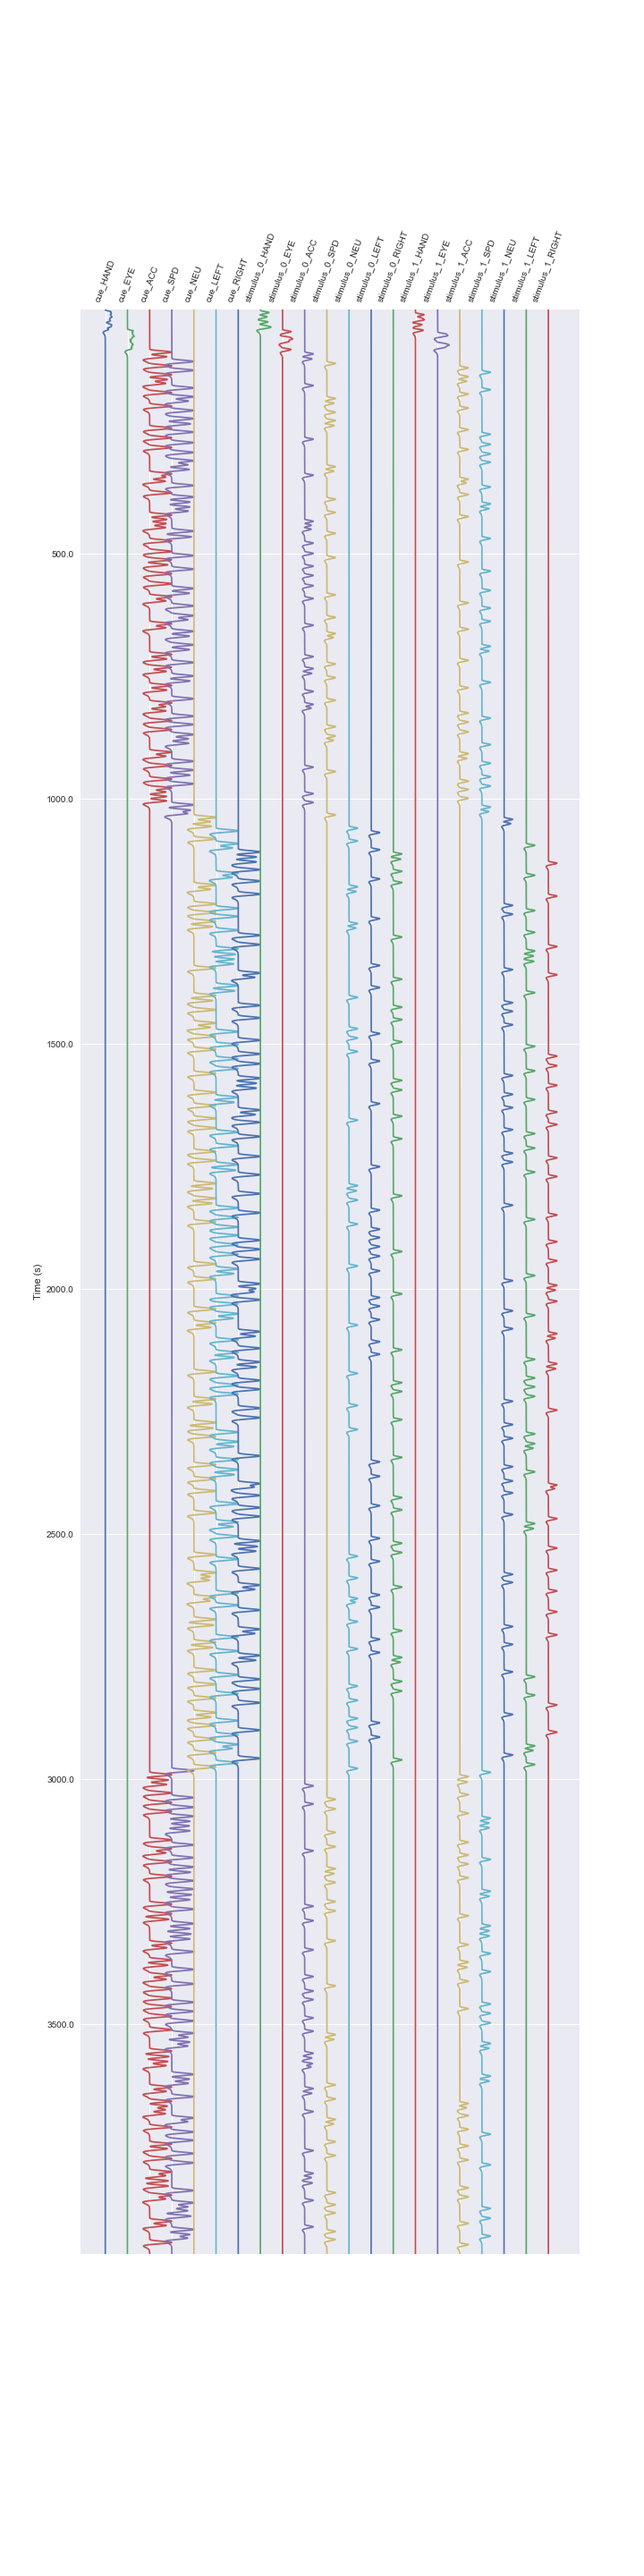 cue_HAND
cue_EYE
cue_ACC
cue_SPD
cue_NEU
cue_LEFT
cue_RIGHT
stimulus_0_HAND
stimulus_0_EYE
stimulus_0_ACC
stimulus_0_SPD
stimulus_0_NEU
stimulus_0_LEFT
stimulus_0_RIGHT
stimulus_1_HAND
stimulus_1_EYE
stimulus_1_ACC
stimulus_1_SPD
stimulus_1_NEU
stimulus_1_LEFT
stimulus_1_RIGHT
500.0
1000.0
1500.0
Time (s)
2000.0
2500.0
3000.0
3500.0